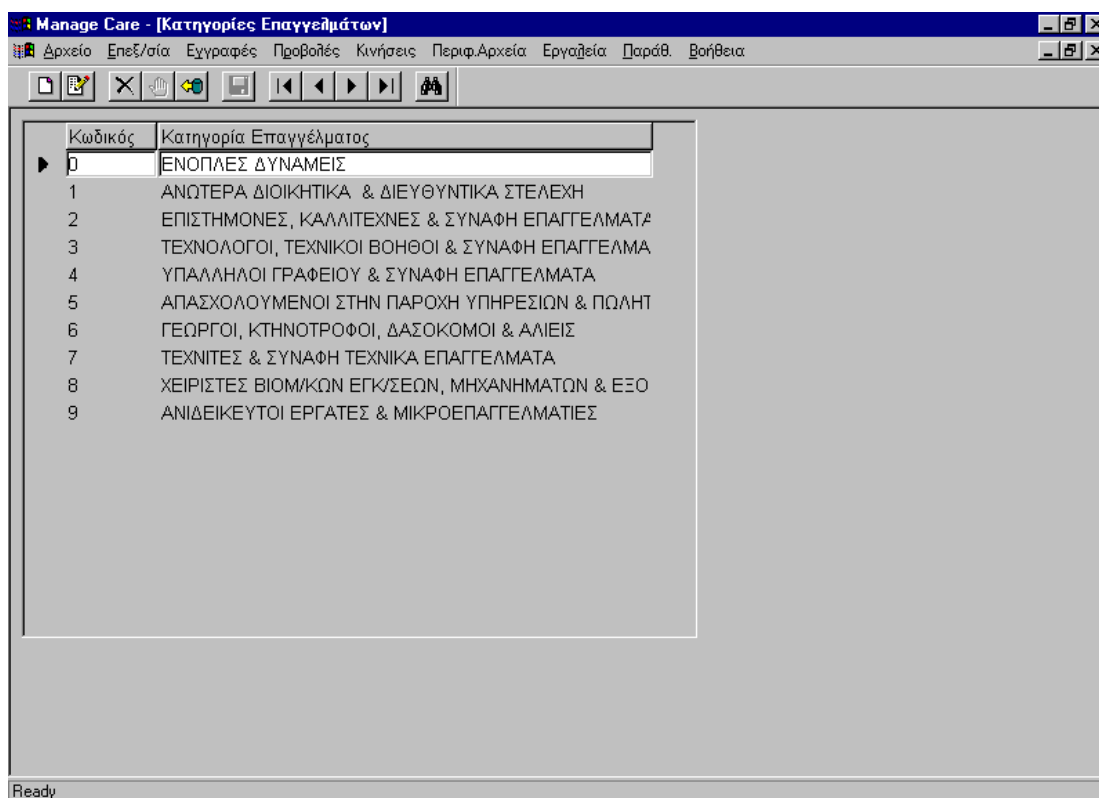 Manage Care - [Κατηγορίες Επαγγελμάτων]
Αρχείο Επεξ/σία Εγγραφές Προβολές Κινήσεις Περιφ.Αρχεία Εργαλεία Παράθ. Βοήθεια
Κωδικός Κατηγορία Επαγγέλματος
0 ΕΝΟΠΛΕΣ ΔΥΝΑΜΕΙΣ
1 ΑΝΩΤΕΡΑ ΔΙΟΙΚΗΤΙΚΑ & ΔΙΕΥΘΥΝΤΙΚΑ ΣΤΕΛΕΧΗ
2 ΕΠΙΣΤΗΜΟΝΕΣ, ΚΑΛΛΙΤΕΧΝΕΣ & ΣΥΝΑΦΗ ΕΠΑΓΓΕΛΜΑΤΑ
3 ΤΕΧΝΟΛΟΓΟΙ, ΤΕΧΝΙΚΟΙ ΒΟΗΘΟΙ & ΣΥΝΑΦΗ ΕΠΑΓΓΕΛΜΑ
4 ΥΠΑΛΛΗΛΟΙ ΓΡΑΦΕΙΟΥ & ΣΥΝΑΦΗ ΕΠΑΓΓΕΛΜΑΤΑ
5 ΑΠΑΣΧΟΛΟΥΜΕΝΟΙ ΣΤΗΝ ΠΑΡΟΧΗ ΥΠΗΡΕΣΙΩΝ & ΠΩΛΗΤ
6 ΓΕΩΡΓΟΙ, ΚΤΗΝΟΤΡΟΦΟΙ, ΔΑΣΟΚΟΜΟΙ & ΑΛΙΕΙΣ
7 ΤΕΧΝΙΤΕΣ & ΣΥΝΑΦΗ ΤΕΧΝΙΚΑ ΕΠΑΓΓΕΛΜΑΤΑ
8 ΧΕΙΡΙΣΤΕΣ ΒΙΟΜ/ΚΩΝ ΕΓΚ/ΣΕΩΝ, ΜΗΧΑΝΗΜΑΤΩΝ & ΕΞΟ
9 ΑΝΙΔΕΙΚΕΥΤΟΙ ΕΡΓΑΤΕΣ & ΜΙΚΡΟΕΠΑΓΓΕΛΜΑΤΙΕΣ
Ready